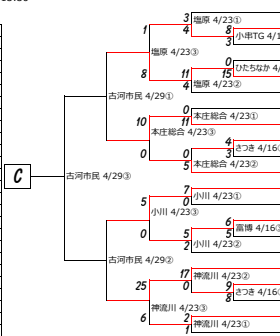 3 塩原 4/23①
4 8
小串TG 4/1
1 3
塩原 4/23③
0
ひたちなか 4/
8 11 15
4 塩原 4/23②
古河市民 4/29①
0
10 11 本庄総合 4/23①
本庄総合 4/23③
4
さつき 4/16
0 0 3
5 本庄総合 4/23②
C
古河市民 4/29③
7
5 0 小川 4/23①
小川 4/23③
6
富博 4/16
0 5 5
2 小川 4/23②
古河市民 4/29②
17 神流川 4/23②
25 0 9
さつき 4/16
8
神流川 4/23③
6 2
1 神流川 4/23①